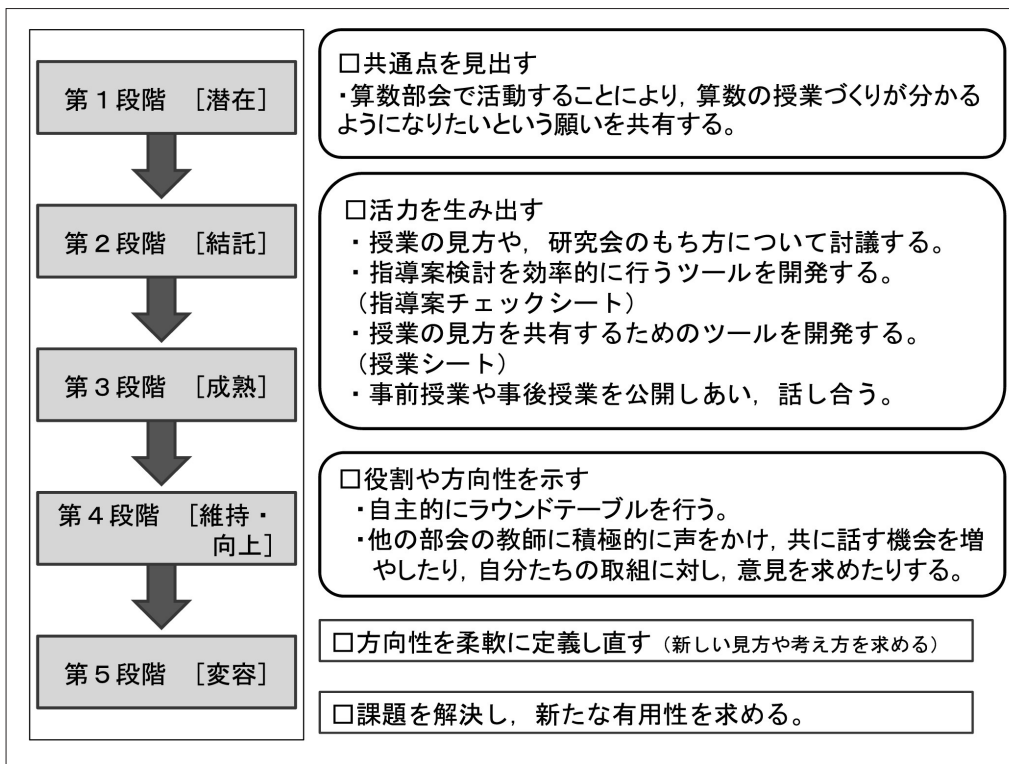 第1段階 [潜在]
□共通点を見出す
・算数部会で活動することにより,算数の授業づくりが分かる
ようになりたいという願いを共有する。
第2段階 [結託]
第3段階 [成熟]
□活力を生み出す
・授業の見方や,研究会のもち方について討議する。
・指導案検討を効率的に行うツールを開発する。
(指導案チェックシート)
・授業の見方を共有するためのツールを開発する。
(授業シート)
・事前授業や事後授業を公開しあい,話し合う。
第4段階 [維持・
向上]
□役割や方向性を示す
・自主的にラウンドテーブルを行う。
・他の部会の教師に積極的に声をかけ,共に話す機会を増
やしたり,自分たちの取組に対し,意見を求めたりする。
第5段階 [変容]
□方向性を柔軟に定義し直す(新しい見方や考え方を求める)
□課題を解決し,新たな有用性を求める。